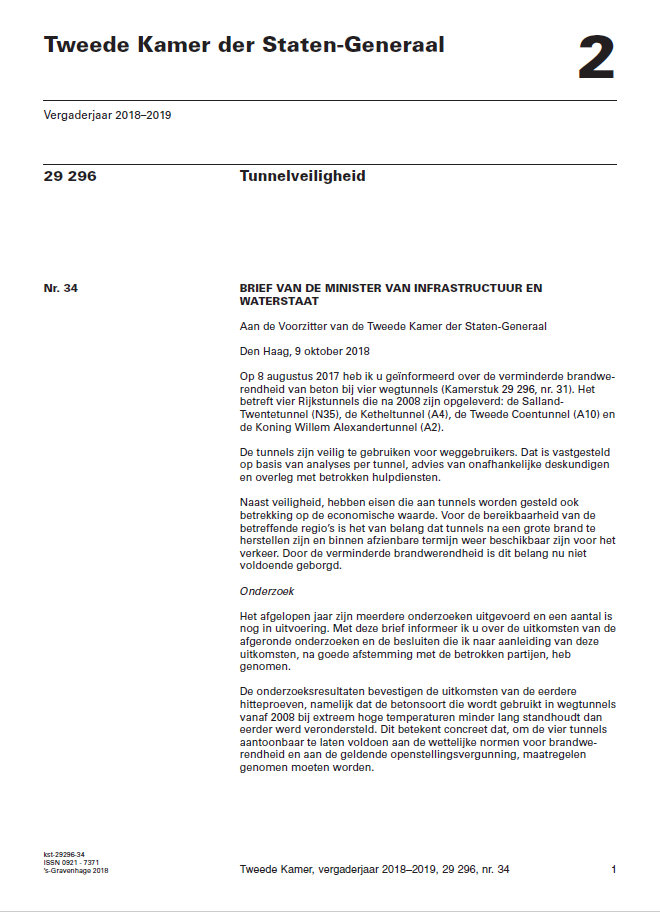 Tweede Kamer der Staten-Generaal
2
Vergaderjaar 2018–2019
29 296
Tunnelveiligheid
Nr. 34
BRIEF VAN DE MINISTER VAN INFRASTRUCTUUR EN
WATERSTAAT
Aan de Voorzitter van de Tweede Kamer der Staten-Generaal
Den Haag, 9 oktober 2018
Op 8 augustus 2017 heb ik u geïnformeerd over de verminderde brandwe-
rendheid van beton bij vier wegtunnels (Kamerstuk 29 296, nr. 31). Het
betreft vier Rijkstunnels die na 2008 zijn opgeleverd: de Salland-
Twentetunnel (N35), de Ketheltunnel (A4), de Tweede Coentunnel (A10) en
de Koning Willem Alexandertunnel (A2).
De tunnels zijn veilig te gebruiken voor weggebruikers. Dat is vastgesteld
op basis van analyses per tunnel, advies van onafhankelijke deskundigen
en overleg met betrokken hulpdiensten.
Naast veiligheid, hebben eisen die aan tunnels worden gesteld ook
betrekking op de economische waarde. Voor de bereikbaarheid van de
betreffende regio's is het van belang dat tunnels na een grote brand te
herstellen zijn en binnen afzienbare termijn weer beschikbaar zijn voor het
verkeer. Door de verminderde brandwerendheid is dit belang nu niet
voldoende geborgd.
Onderzoek
Het afgelopen jaar zijn meerdere onderzoeken uitgevoerd en een aantal is
nog in uitvoering. Met deze brief informeer ik u over de uitkomsten van de
afgeronde onderzoeken en de besluiten die ik naar aanleiding van deze
uitkomsten, na goede afstemming met de betrokken partijen, heb
genomen.
De onderzoeksresultaten bevestigen de uitkomsten van de eerdere
hitteproeven, namelijk dat de betonsoort die wordt gebruikt in wegtunnels
vanaf 2008 bij extreem hoge temperaturen minder lang standhoudt dan
eerder werd verondersteld. Dit betekent concreet dat, om de vier tunnels
aantoonbaar te laten voldoen aan de wettelijke normen voor brandwe-
rendheid en aan de geldende openstellingsvergunning, maatregelen
genomen moeten worden.
kst-29296-34
ISSN 0921 - 7371
's-Gravenhage 2018
Tweede Kamer, vergaderjaar 2018–2019, 29 296, nr. 34
1